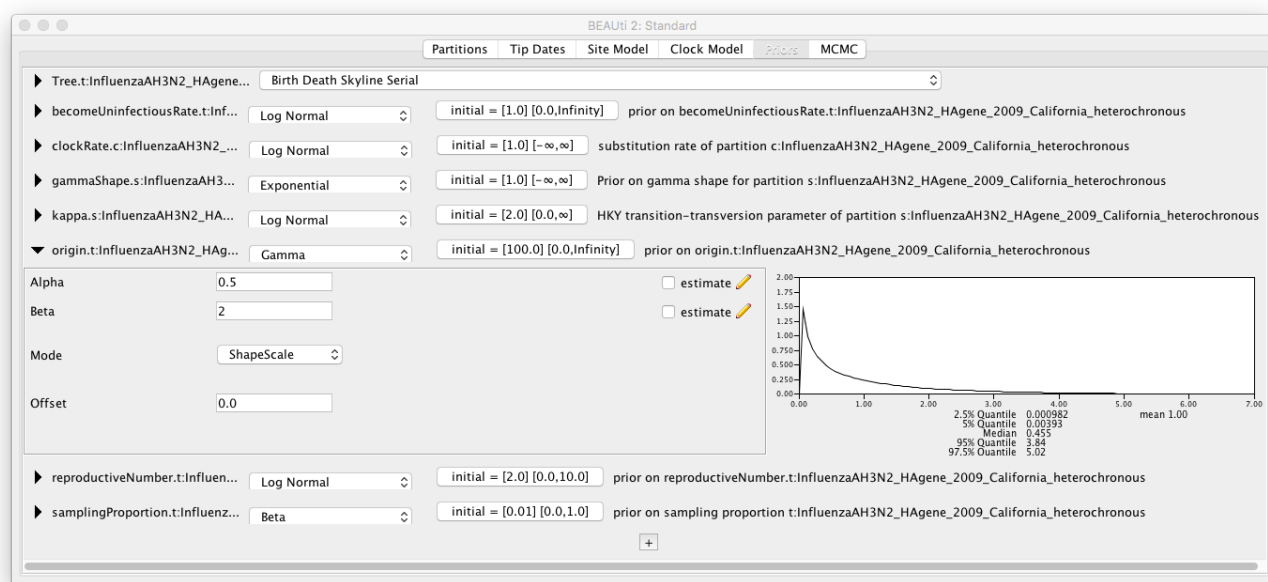 BEAUti 2: Standard
Partitions Tip Dates Site Model Clock Model Priors MCMC
Tree.t:InfluenzaAH3N2_HAgene... Birth Death Skyline Serial
becomeUninfectiousRate.t:Inf... Log Normal initial = [1.0] [0.0,Infinity] prior on becomeUninfectiousRate.t:InfluenzaAH3N2_HAgene_2009_California_heterochronous
clockRate.c:InfluenzaAH3N2_... Log Normal initial = [1.0] [-∞,∞] substitution rate of partition c:InfluenzaAH3N2_HAgene_2009_California_heterochronous
gammaShape.s:InfluenzaAH3... Exponential initial = [1.0] [-∞,∞] Prior on gamma shape for partition s:InfluenzaAH3N2_HAgene_2009_California_heterochronous
kappa.s:InfluenzaAH3N2_HA... Log Normal initial = [2.0] [0.0,∞] HKY transition-transversion parameter of partition s:InfluenzaAH3N2_HAgene_2009_California_heterochronous
origin.t:InfluenzaAH3N2_HAg... Gamma initial = [100.0] [0.0,Infinity] prior on origin.t:InfluenzaAH3N2_HAgene_2009_California_heterochronous
Alpha 0.5 estimate
Beta 2 estimate
Mode ShapeScale
Offset 0.0
2.00
1.75
1.50
1.25
1.00
0.750
0.500
0.250
0.00
0.00 1.00 2.00 3.00 4.00 5.00 6.00 7.00
2.5% Quantile 0.000982 mean 1.00
5% Quantile 0.00393
Median 0.455
95% Quantile 3.84
97.5% Quantile 5.02
reproductiveNumber.t:Influen... Log Normal initial = [2.0] [0.0,10.0] prior on reproductiveNumber.t:InfluenzaAH3N2_HAgene_2009_California_heterochronous
samplingProportion.t:Influenz... Beta initial = [0.01] [0.0,1.0] prior on sampling proportion t:InfluenzaAH3N2_HAgene_2009_California_heterochronous
+